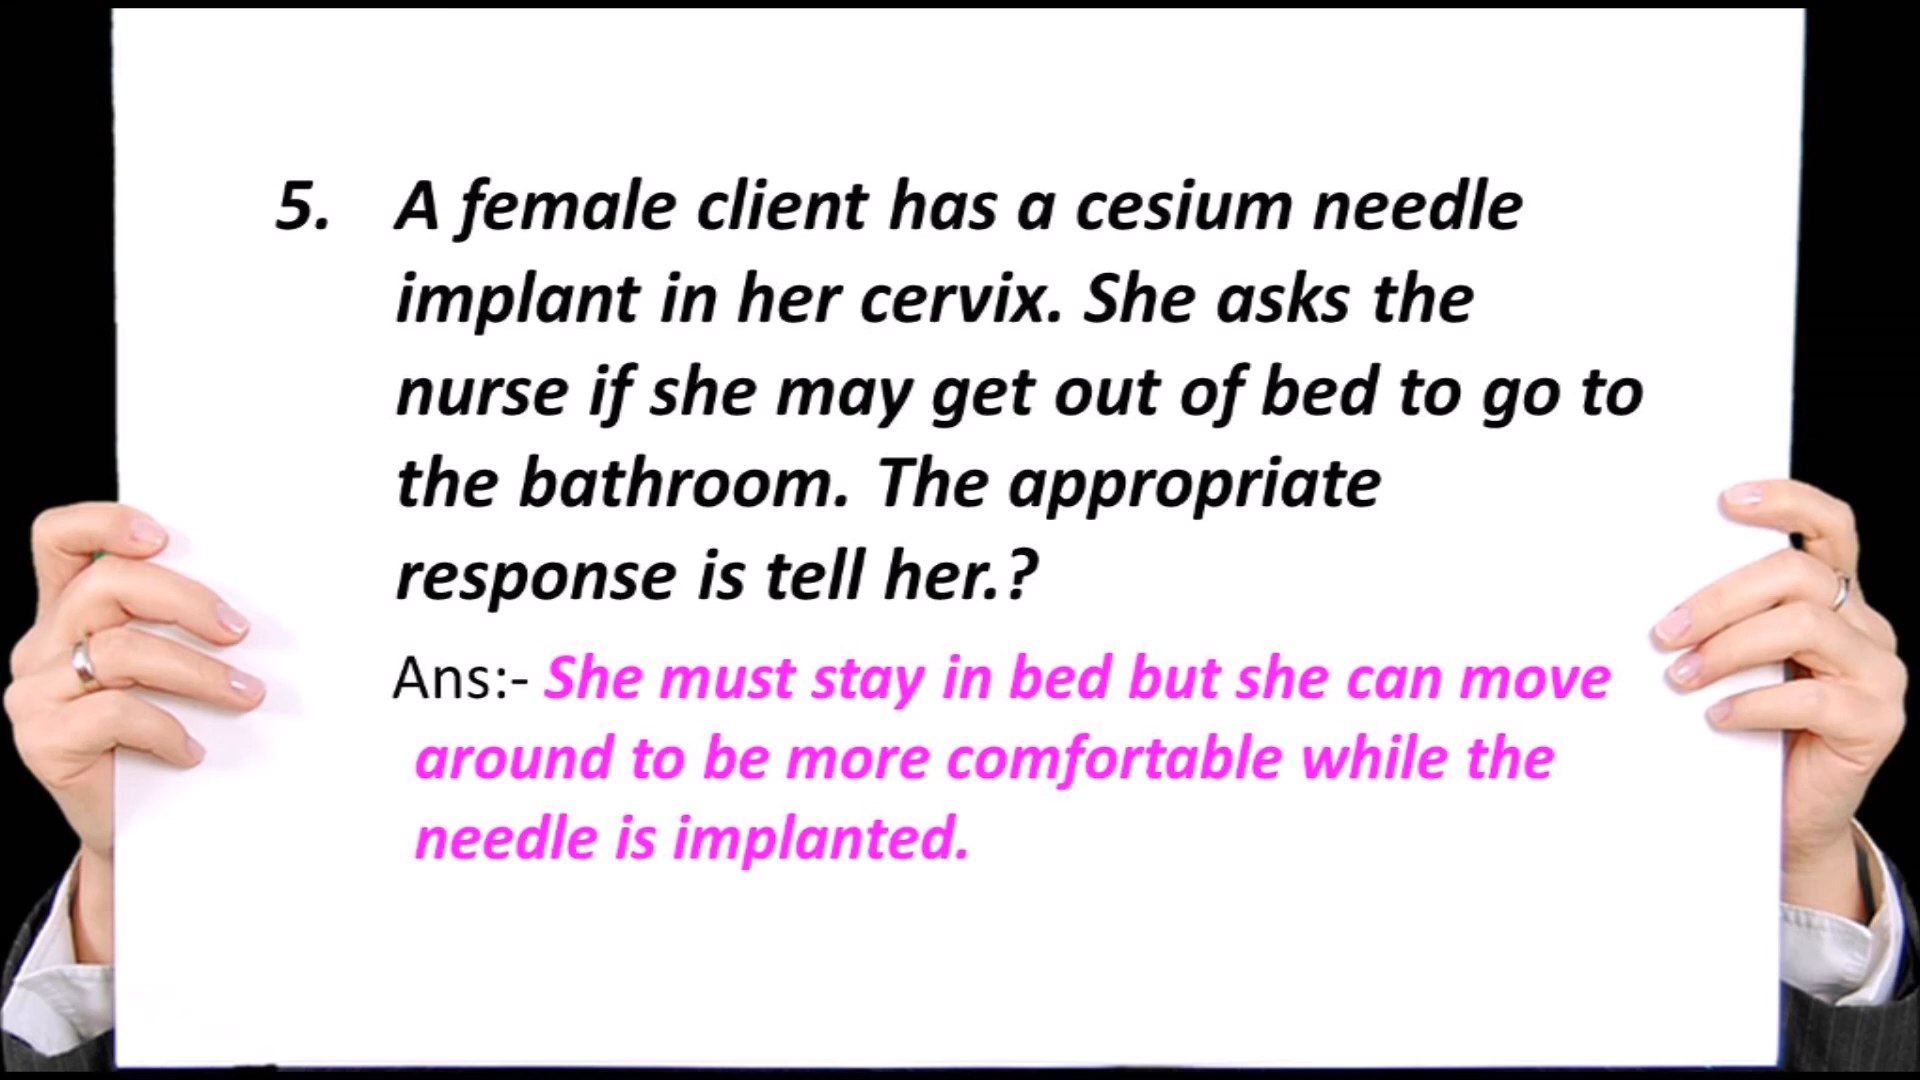 5. A female client has a cesium needle
implant in her cervix. She asks the
nurse if she may get out of bed to go to
the bathroom. The appropriate
response is tell her.?
Ans:- She must stay in bed but she can move
around to be more comfortable while the
needle is implanted.